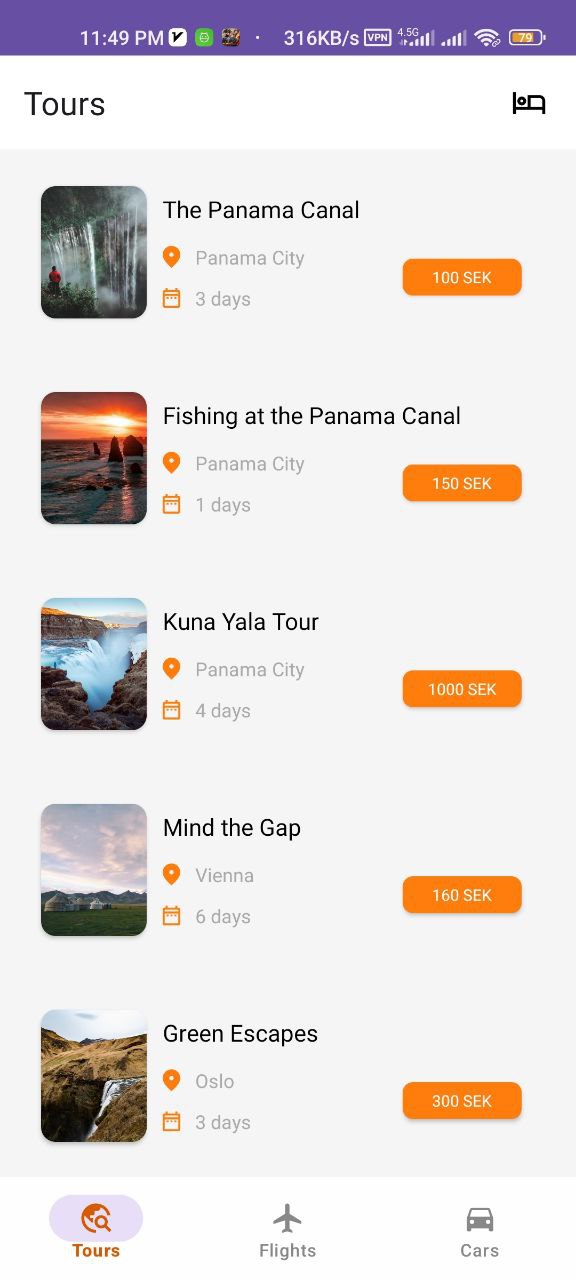 11:49 PM · 316KB/s VPN 4.5G 79
Tours
The Panama Canal
Panama City
3 days
100 SEK
Fishing at the Panama Canal
Panama City
1 days
150 SEK
Kuna Yala Tour
Panama City
4 days
1000 SEK
Mind the Gap
Vienna
6 days
160 SEK
Green Escapes
Oslo
3 days
300 SEK
Tours
Flights
Cars